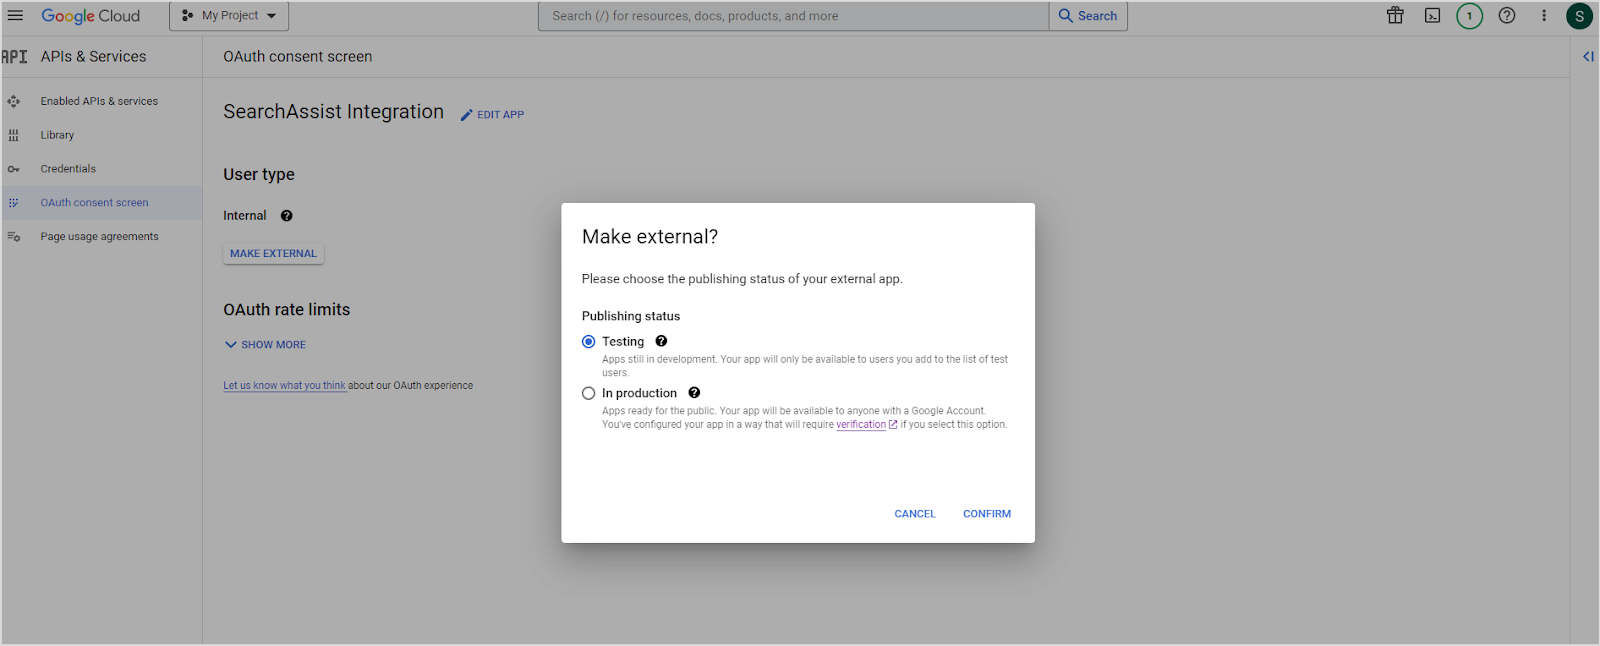 Google Cloud
My Project
Search (/) for resources, docs, products, and more
Search
1
S
API
APIs & Services
OAuth consent screen
Enabled APIs & services
Library
Credentials
OAuth consent screen
Page usage agreements
SearchAssist Integration
EDIT APP
User type
Internal
MAKE EXTERNAL
OAuth rate limits
SHOW MORE
Let us know what you think about our OAuth experience
Make external?
Please choose the publishing status of your external app.
Publishing status
Testing
Apps still in development. Your app will only be available to users you add to the list of test
users.
In production
Apps ready for the public. Your app will be available to anyone with a Google Account.
You've configured your app in a way that will require verification if you select this option.
CANCEL
CONFIRM